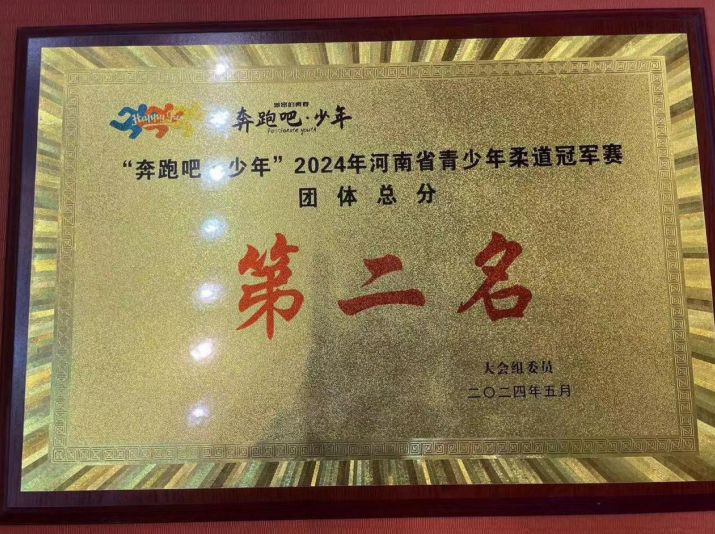 奔跑吧·少年
Passionate youth
“奔跑吧·少年”2024年河南省青少年柔道冠军赛
团体总分
第二名
大会组委员
二〇二四年五月